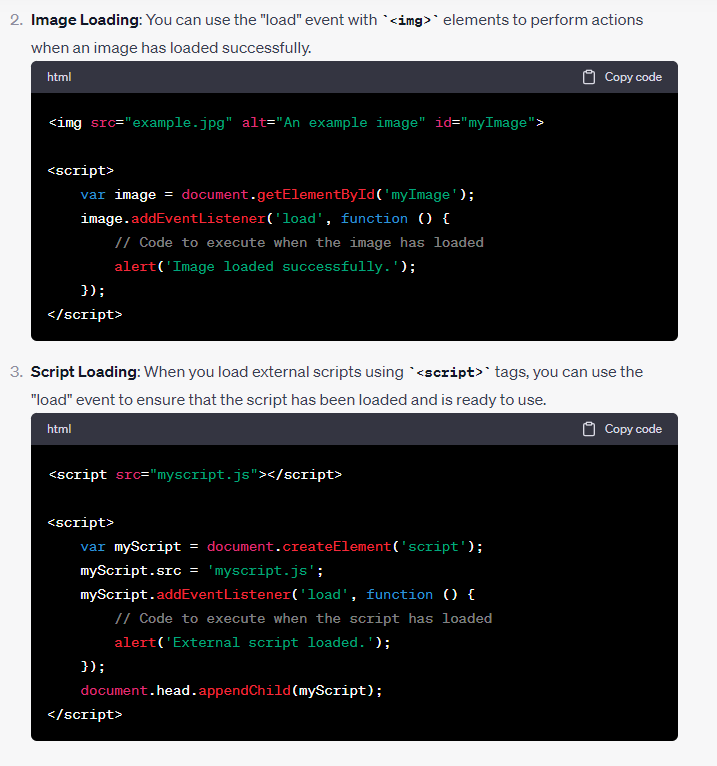 2. Image Loading: You can use the "load" event with `<img>` elements to perform actions
when an image has loaded successfully.
html Copy code
<img src="example.jpg" alt="An example image" id="myImage">
<script>
var image = document.getElementById('myImage');
image.addEventListener('load', function () {
// Code to execute when the image has loaded
alert('Image loaded successfully.');
});
</script>
3. Script Loading: When you load external scripts using `<script>` tags, you can use the
"load" event to ensure that the script has been loaded and is ready to use.
html Copy code
<script src="myscript.js"></script>
<script>
var myScript = document.createElement('script');
myScript.src = 'myscript.js';
myScript.addEventListener('load', function () {
// Code to execute when the script has loaded
alert('External script loaded.');
});
document.head.appendChild(myScript);
</script>